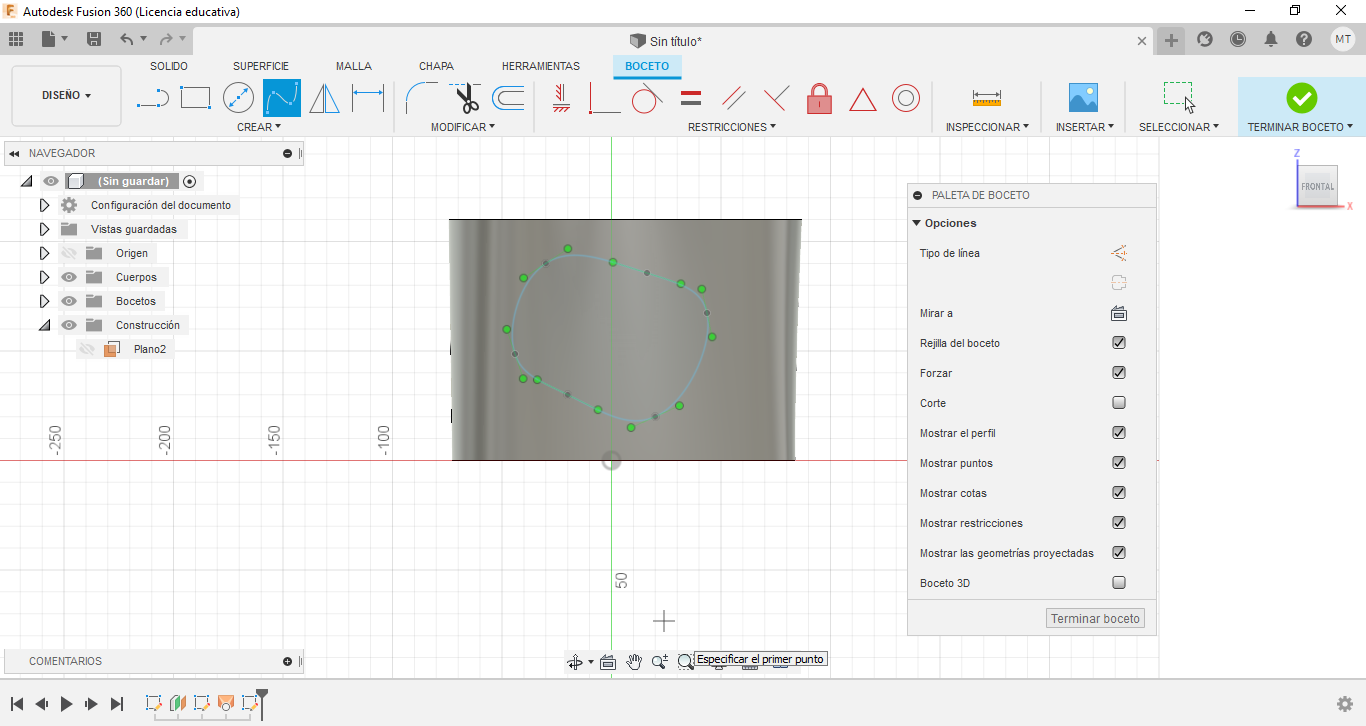 Autodesk Fusion 360 (Licencia educativa)
Sin título*
MT
DISEÑO
SOLIDO
SUPERFICIE
MALLA
CHAPA
HERRAMIENTAS
BOCETO
CREAR
MODIFICAR
RESTRICCIONES
INSPECCIONAR
INSERTAR
SELECCIONAR
TERMINAR BOCETO
NAVEGADOR
(Sin guardar)
Configuración del documento
Vistas guardadas
Origen
Cuerpos
Bocetos
Construcción
Plano2
-250
-200
-150
-100
50
Z
FRONTAL
X
PALETA DE BOCETO
Opciones
Tipo de línea
Mirar a
Rejilla del boceto
Forzar
Corte
Mostrar el perfil
Mostrar puntos
Mostrar cotas
Mostrar restricciones
Mostrar las geometrías proyectadas
Boceto 3D
Terminar boceto
Especificar el primer punto
COMENTARIOS